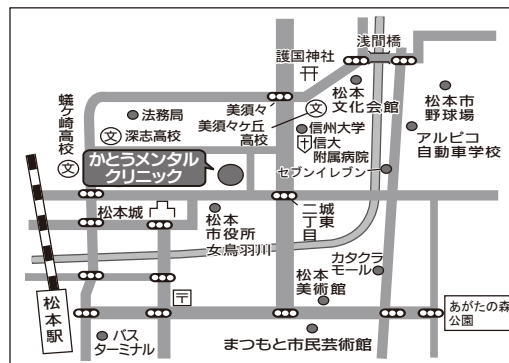 浅間橋
護国神社
蟻ヶ崎高校
法務局
美須々
松本
文化会館
松本市
野球場
文
深志高校
美須々ヶ丘
高校
文
信州大学
信大
附属病院
アルピコ
自動車学校
文
かとうメンタル
クリニック
セブンイレブン
松本城
松本
市役所
城東
二丁目
女鳥羽川
カタクラ
モール
松本
美術館
松本駅
〒
あがたの森
公園
バス
ターミナル
まつもと市民芸術館